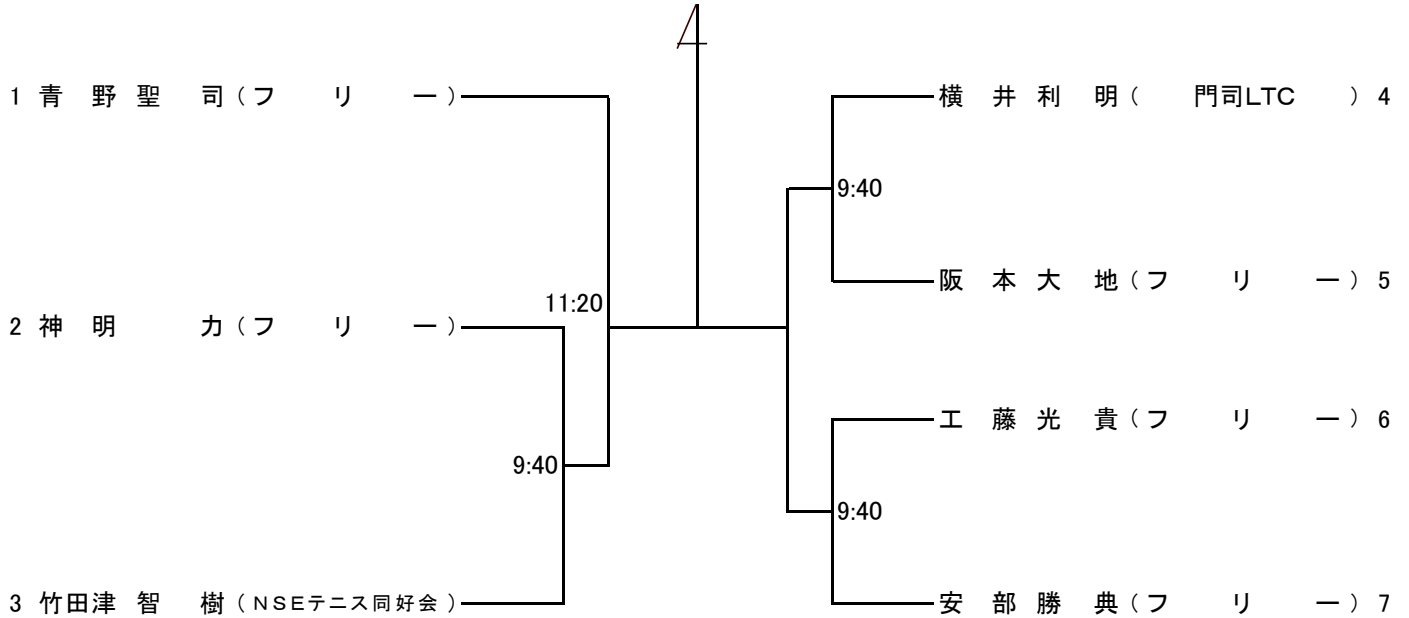 1 青 野 聖 司 (フ リ ー)
横 井 利 明 ( 門司LTC ) 4
9:40
阪 本 大 地 (フ リ ー) 5
11:20
2 神 明 力 (フ リ ー)
工 藤 光 貴 (フ リ ー) 6
9:40
9:40
3 竹田津 智 樹 (NSEテニス同好会)
安 部 勝 典 (フ リ ー) 7